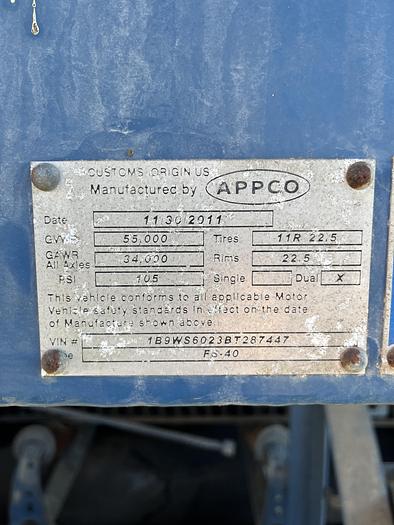 CUSTOMS ORIGIN US
Manufactured by APPCO
Date 11 30 2011
GVWR 55,000 Tires 11R 22.5
GAWR All Axles 34,000 Rims 22.5
PSI 105 Single Dual X
This vehicle conforms to all applicable Motor
Vehicle safety standards in effect on the date
of Manufacture shown above
VIN # 1B9WS6023BT287447
FS-40